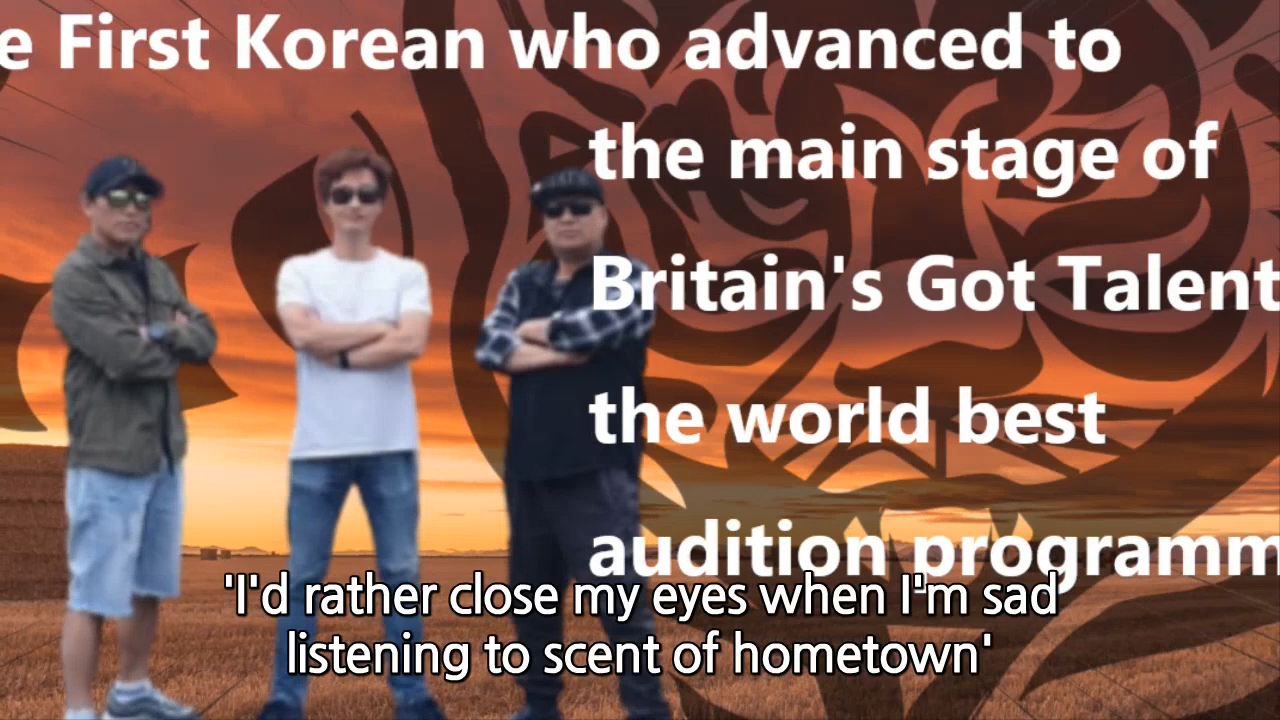 e First Korean who advanced to
the main stage of
Britain's Got Talent
the world best
audition programm
'I'd rather close my eyes when I'm sad
listening to scent of hometown'